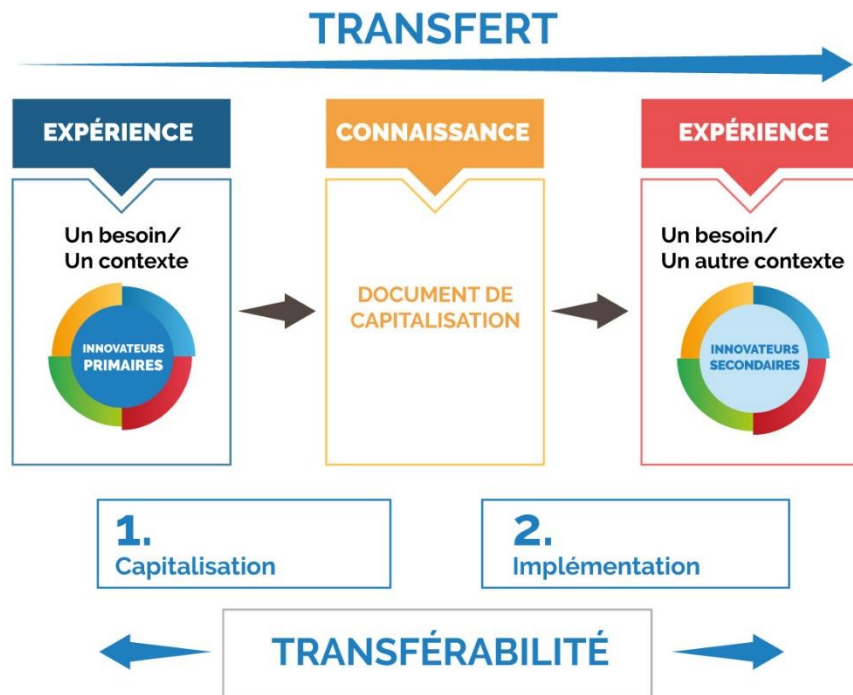 TRANSFERT
EXPÉRIENCE
Un besoin/
Un contexte
INNOVATEURS
PRIMAIRES
CONNAISSANCE
DOCUMENT DE
CAPITALISATION
EXPÉRIENCE
Un besoin/
Un autre contexte
INNOVATEURS
SECONDAIRES
1.
Capitalisation
2.
Implémentation
TRANSFÉRABILITÉ